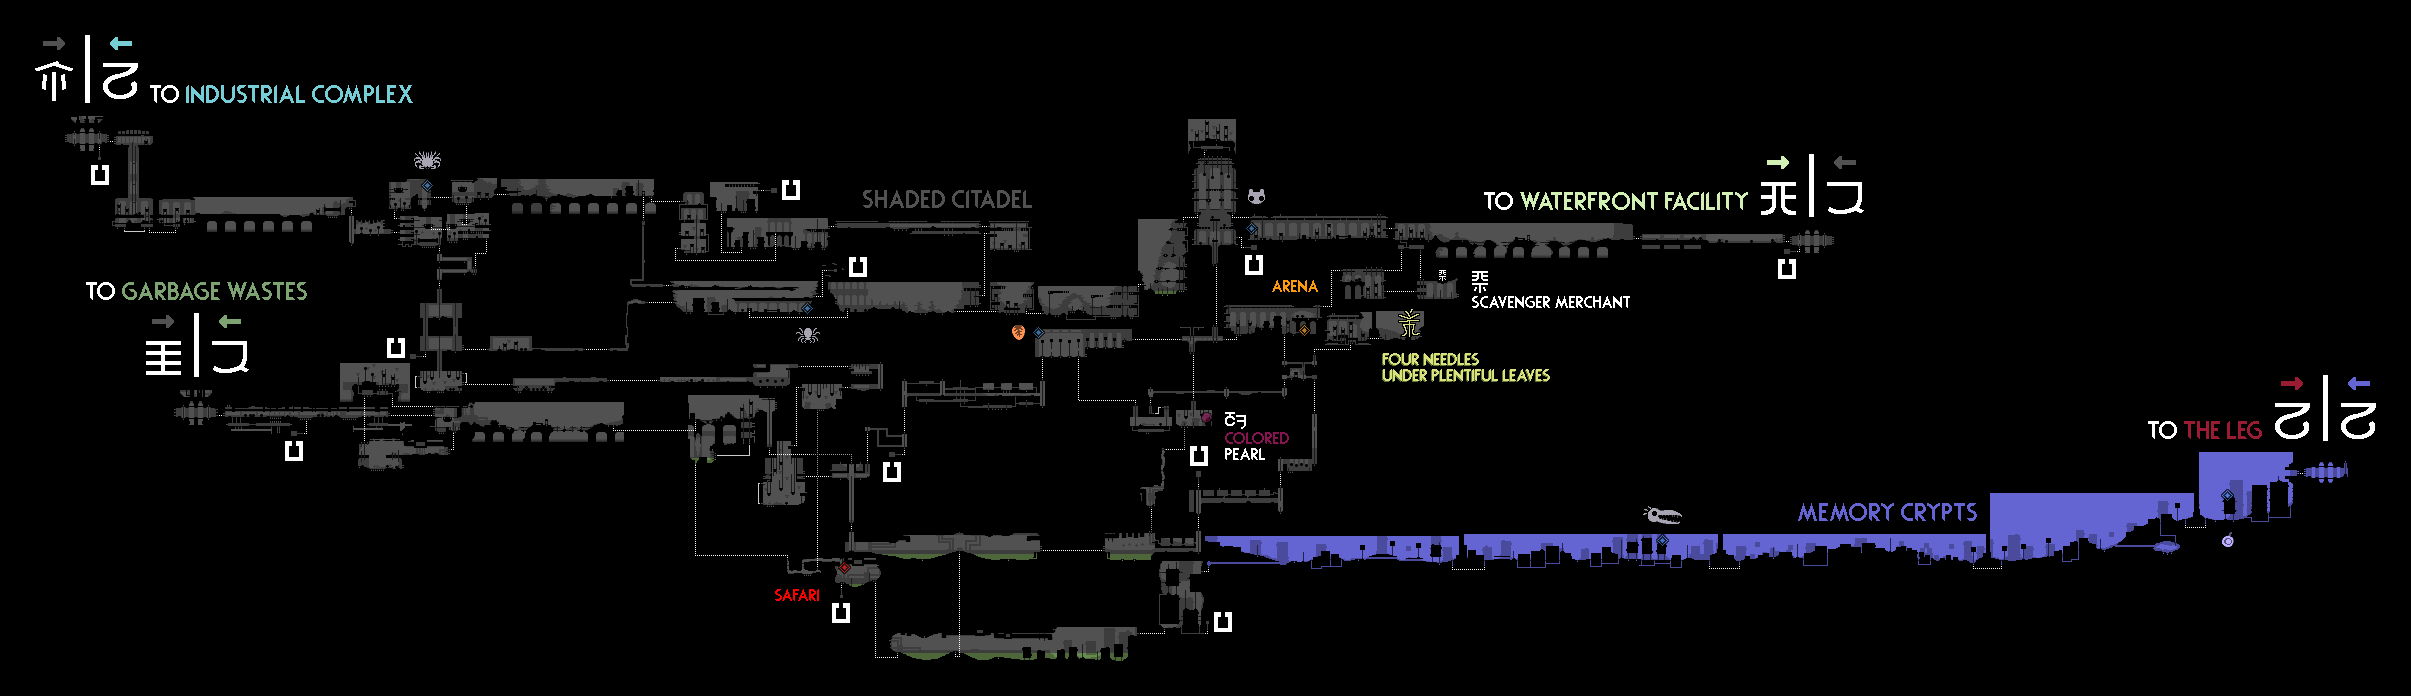 TO INDUSTRIAL COMPLEX
SHADED CITADEL
TO WATERFRONT FACILITY
TO GARBAGE WASTES
ARENA
SCAVENGER MERCHANT
FOUR NEEDLES
UNDER PLENTIFUL LEAVES
COLORED
PEARL
TO THE LEG
MEMORY CRYPTS
SAFARI